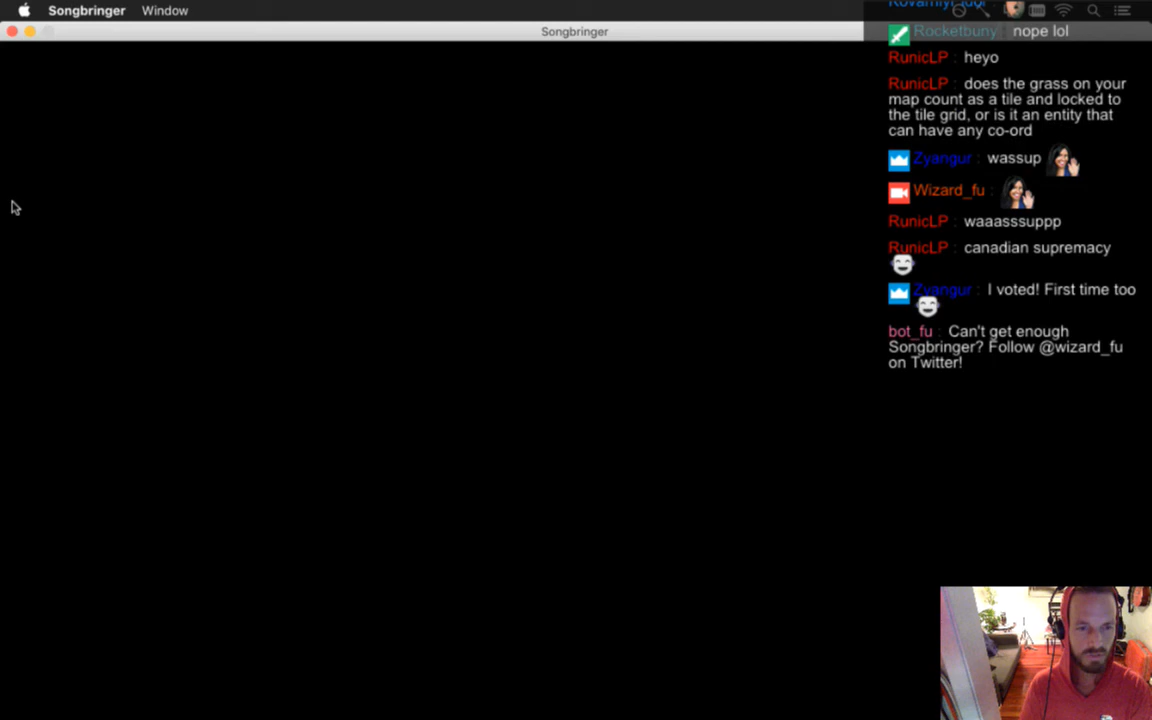 Songbringer Window
Songbringer
Rocketbuny : nope lol
RunicLP : heyo
RunicLP : does the grass on your
map count as a tile and locked to
the tile grid, or is it an entity that
can have any co-ord
Zyangur : wassup
Wizard_fu :
RunicLP : waaasssuppp
RunicLP : canadian supremacy
Zyangur : I voted! First time too
bot_fu : Can't get enough
Songbringer? Follow @wizard_fu
on Twitter!